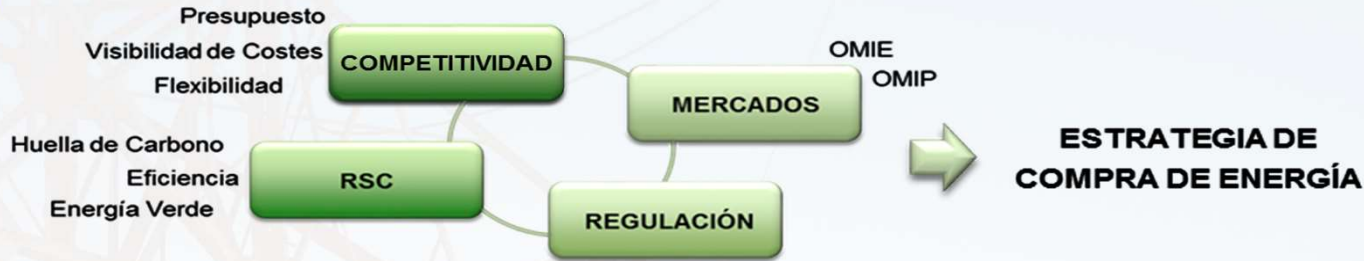 Presupuesto
Visibilidad de Costes
Flexibilidad
COMPETITIVIDAD
OMIE
OMIP
MERCADOS
Huella de Carbono
Eficiencia
Energía Verde
RSC
REGULACIÓN
ESTRATEGIA DE
COMPRA DE ENERGÍA